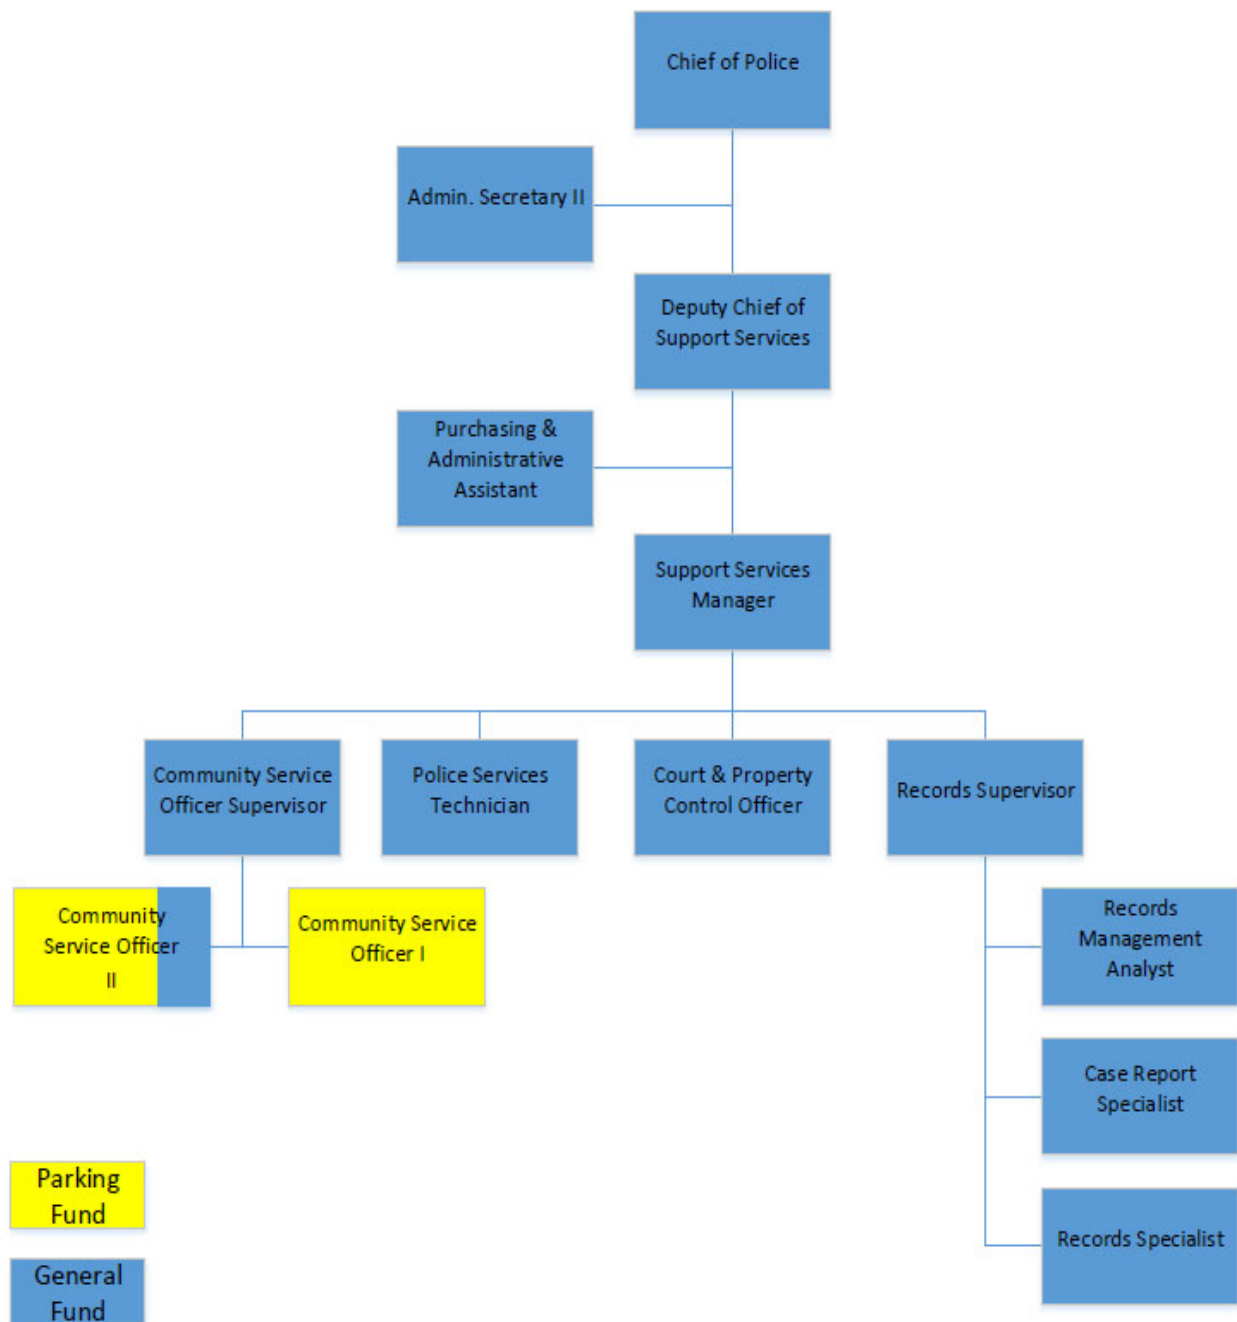 Chief of Police
Admin. Secretary II
Deputy Chief of
Support Services
Purchasing &
Administrative
Assistant
Support Services
Manager
Community Service
Officer Supervisor
Police Services
Technician
Court & Property
Control Officer
Records Supervisor
Community
Service Officer
II
Community Service
Officer I
Records
Management
Analyst
Case Report
Specialist
Records Specialist
Parking
Fund
General
Fund